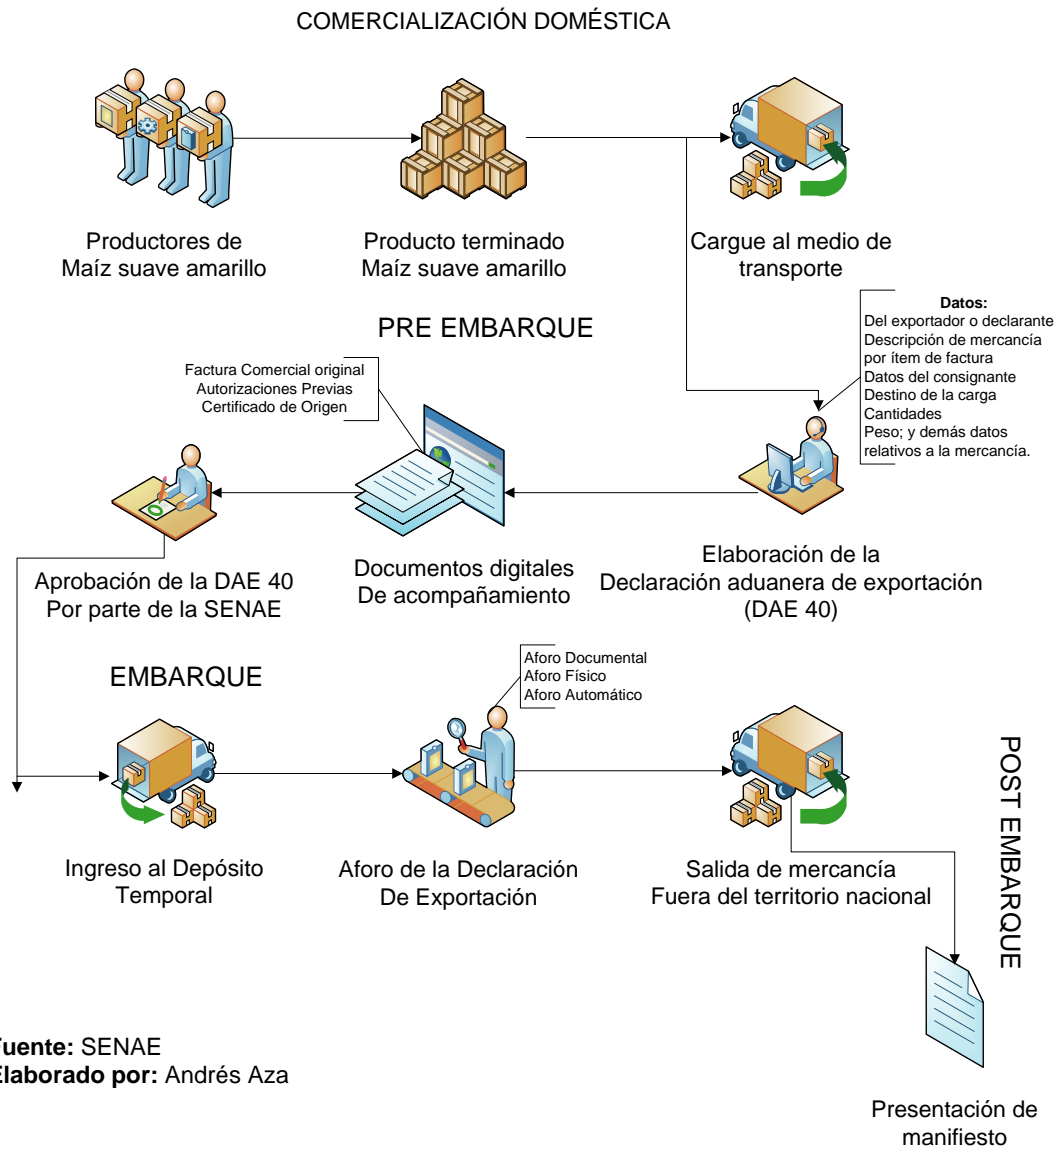 COMERCIALIZACIÓN DOMÉSTICA
Productores de
Maíz suave amarillo
Producto terminado
Maíz suave amarillo
Cargue al medio de
transporte
Datos:
Del exportador o declarante
Descripción de mercancía
por ítem de factura
Datos del consignante
Destino de la carga
Cantidades
Peso; y demás datos
relativos a la mercancía.
PRE EMBARQUE
Factura Comercial original
Autorizaciones Previas
Certificado de Origen
Aprobación de la DAE 40
Por parte de la SENAE
Documentos digitales
De acompañamiento
Elaboración de la
Declaración aduanera de exportación
(DAE 40)
EMBARQUE
Aforo Documental
Aforo Físico
Aforo Automático
Ingreso al Depósito
Temporal
Aforo de la Declaración
De Exportación
Salida de mercancía
Fuera del territorio nacional
POST EMBARQUE
Fuente: SENAE
Elaborado por: Andrés Aza
Presentación de
manifiesto